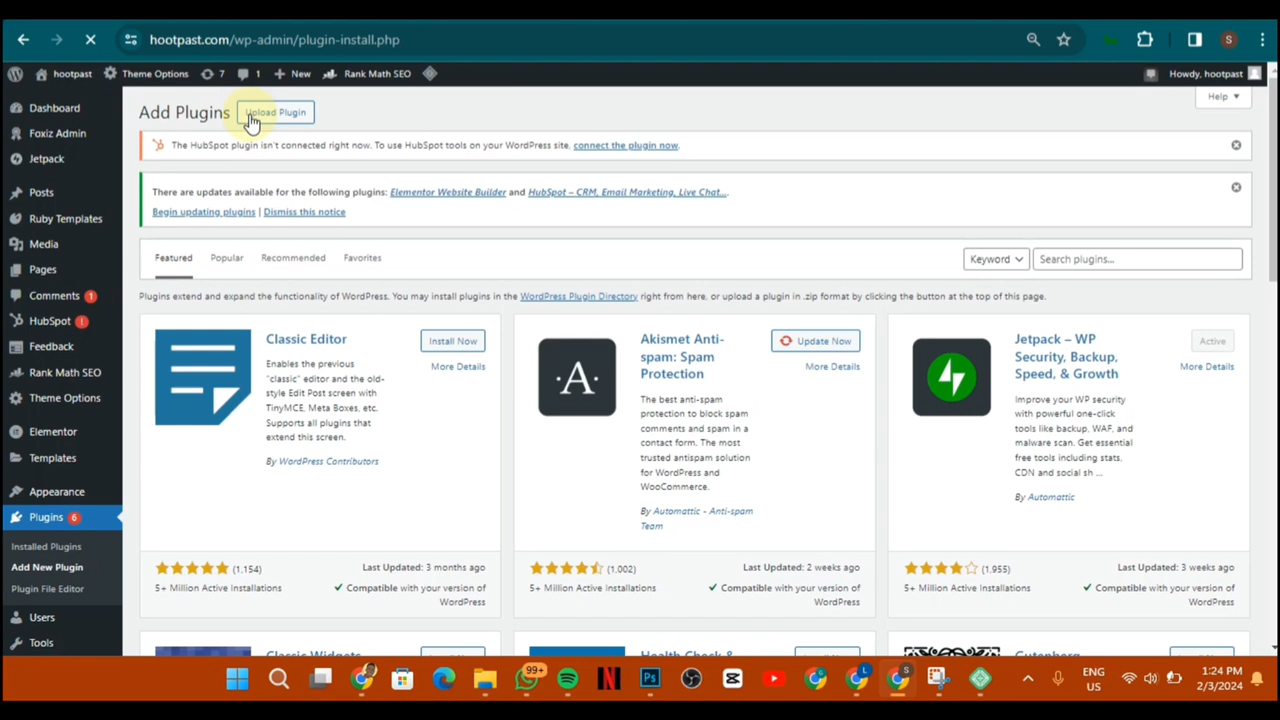 hootpast.com/wp-admin/plugin-install.php
S
hootpast
Theme Options
7
1
New
Rank Math SEO
Howdy, hootpast
Dashboard
Foxiz Admin
Jetpack
Posts
Ruby Templates
Media
Pages
Comments 1
HubSpot !
Feedback
Rank Math SEO
Theme Options
Elementor
Templates
Appearance
Plugins 6
Installed Plugins
Add New Plugin
Plugin File Editor
Users
Tools
Help
Add Plugins
Upload Plugin
The HubSpot plugin isn't connected right now. To use HubSpot tools on your WordPress site, connect the plugin now.
There are updates available for the following plugins: Elementor Website Builder and HubSpot – CRM, Email Marketing, Live Chat....
Begin updating plugins | Dismiss this notice
Featured
Popular
Recommended
Favorites
Keyword
Search plugins...
Plugins extend and expand the functionality of WordPress. You may install plugins in the WordPress Plugin Directory right from here, or upload a plugin in .zip format by clicking the button at the top of this page.
Classic Editor
Install Now
More Details
Enables the previous
"classic" editor and the old-
style Edit Post screen with
TinyMCE, Meta Boxes, etc.
Supports all plugins that
extend this screen.
By WordPress Contributors
(1,154)
Last Updated: 3 months ago
5+ Million Active Installations
Compatible with your version of
WordPress
A
Akismet Anti-
spam: Spam
Protection
Update Now
More Details
The best anti-spam
protection to block spam
comments and spam in a
contact form. The most
trusted antispam solution
for WordPress and
WooCommerce.
By Automattic - Anti-spam
Team
(1,002)
Last Updated: 2 weeks ago
5+ Million Active Installations
Compatible with your version of
WordPress
Jetpack – WP
Security, Backup,
Speed, & Growth
Active
More Details
Improve your WP security
with powerful one-click
tools like backup, WAF, and
malware scan. Get essential
free tools including stats,
CDN and social sh ...
By Automattic
(1,955)
Last Updated: 3 weeks ago
5+ Million Active Installations
Compatible with your version of
WordPress
Classic Widgets
Health Check &
Gutenberg
99+
Ps
L
S
ENG
US
1:24 PM
2/3/2024